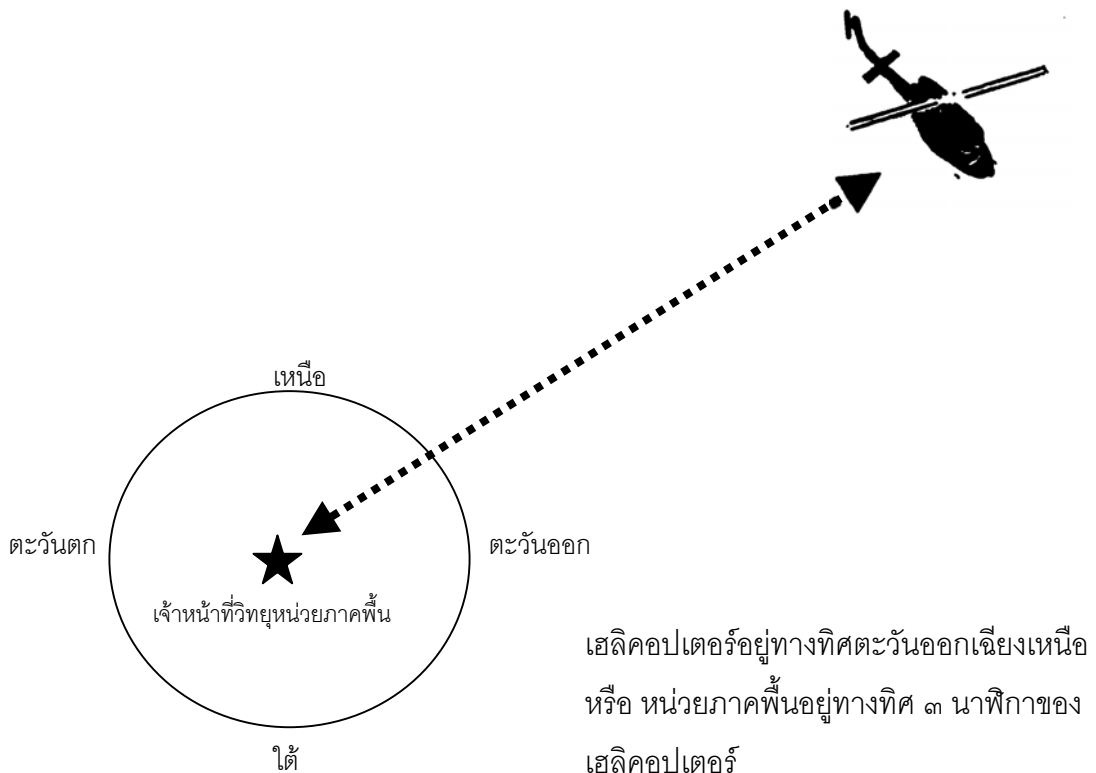 เหนือ
ตะวันตก
ตะวันออก
เจ้าหน้าที่วิทยุหน่วยภาคพื้น
เฮลิคอปเตอร์อยู่ทางทิศตะวันออกเฉียงเหนือ
หรือ หน่วยภาคพื้นอยู่ทางทิศ ๓ นาฬิกาของ
เฮลิคอปเตอร์
ใต้